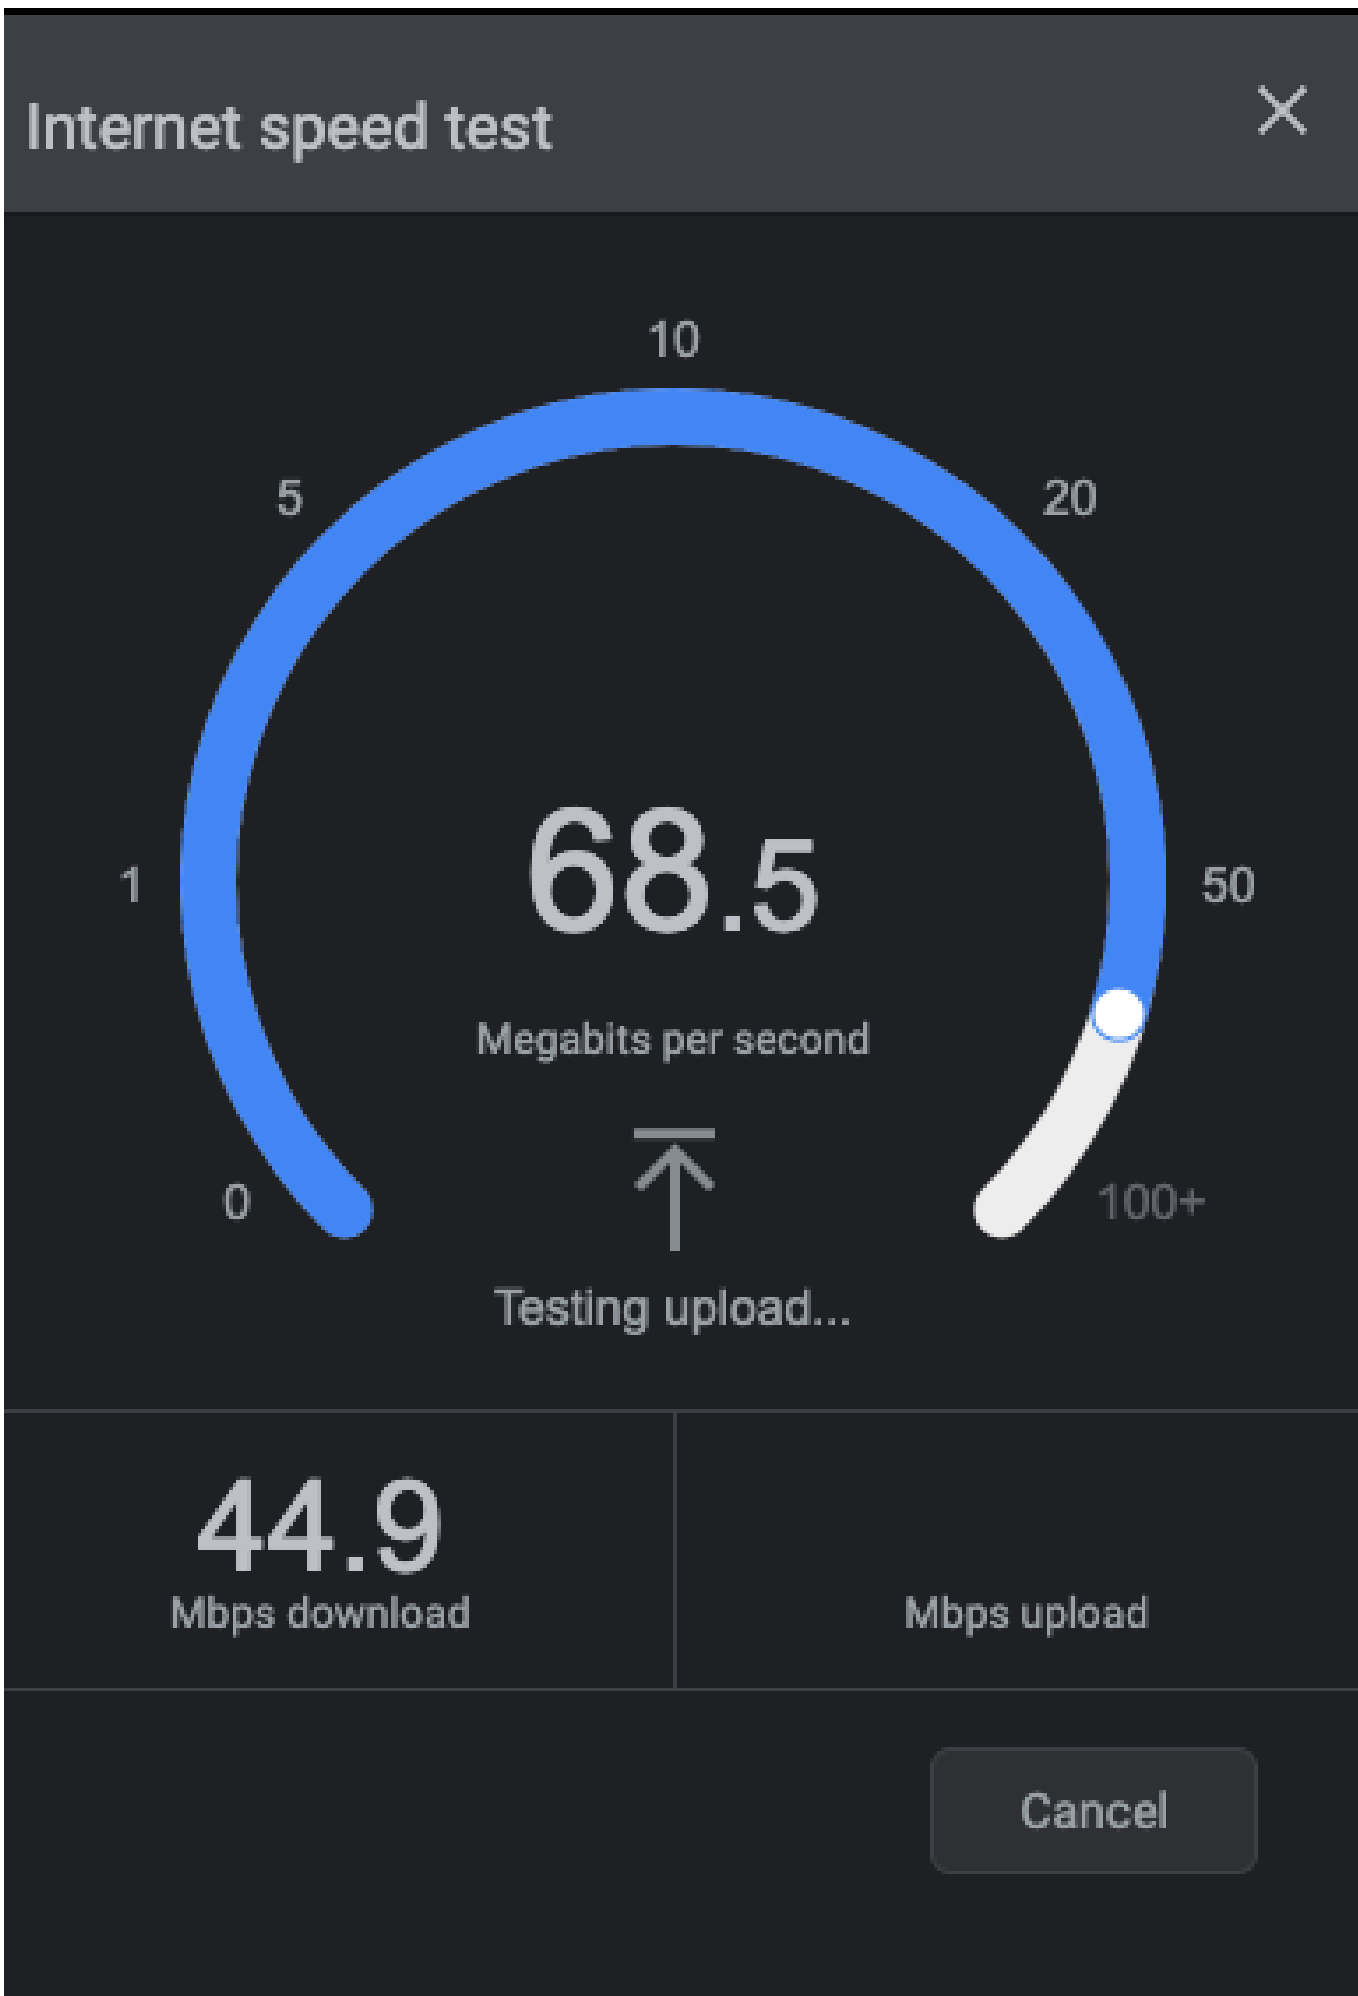 Internet speed test
10
5
20
68.5
1
50
Megabits per second
0
100+
Testing upload...
44.9
Mbps download
Mbps upload
Cancel